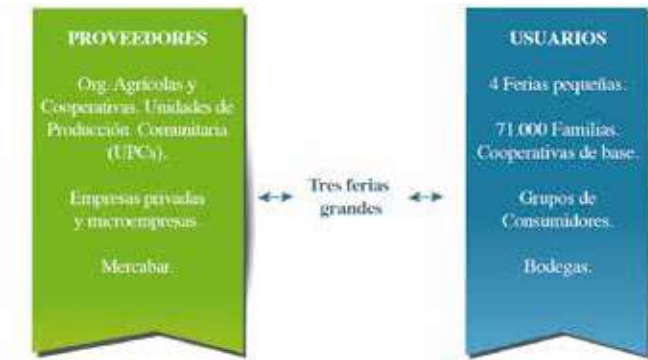 PROVEEDORES
Org. Agrícolas y
Cooperativas. Unidades de
Producción Comunitaria
(UPCs).
Empresas privadas
y microempresas
Mercabar.
Tres ferias
grandes
USUARIOS
4 Ferias pequeñas.
71.000 Familias.
Cooperativas de base.
Grupos de
Consumidores.
Bodegas.